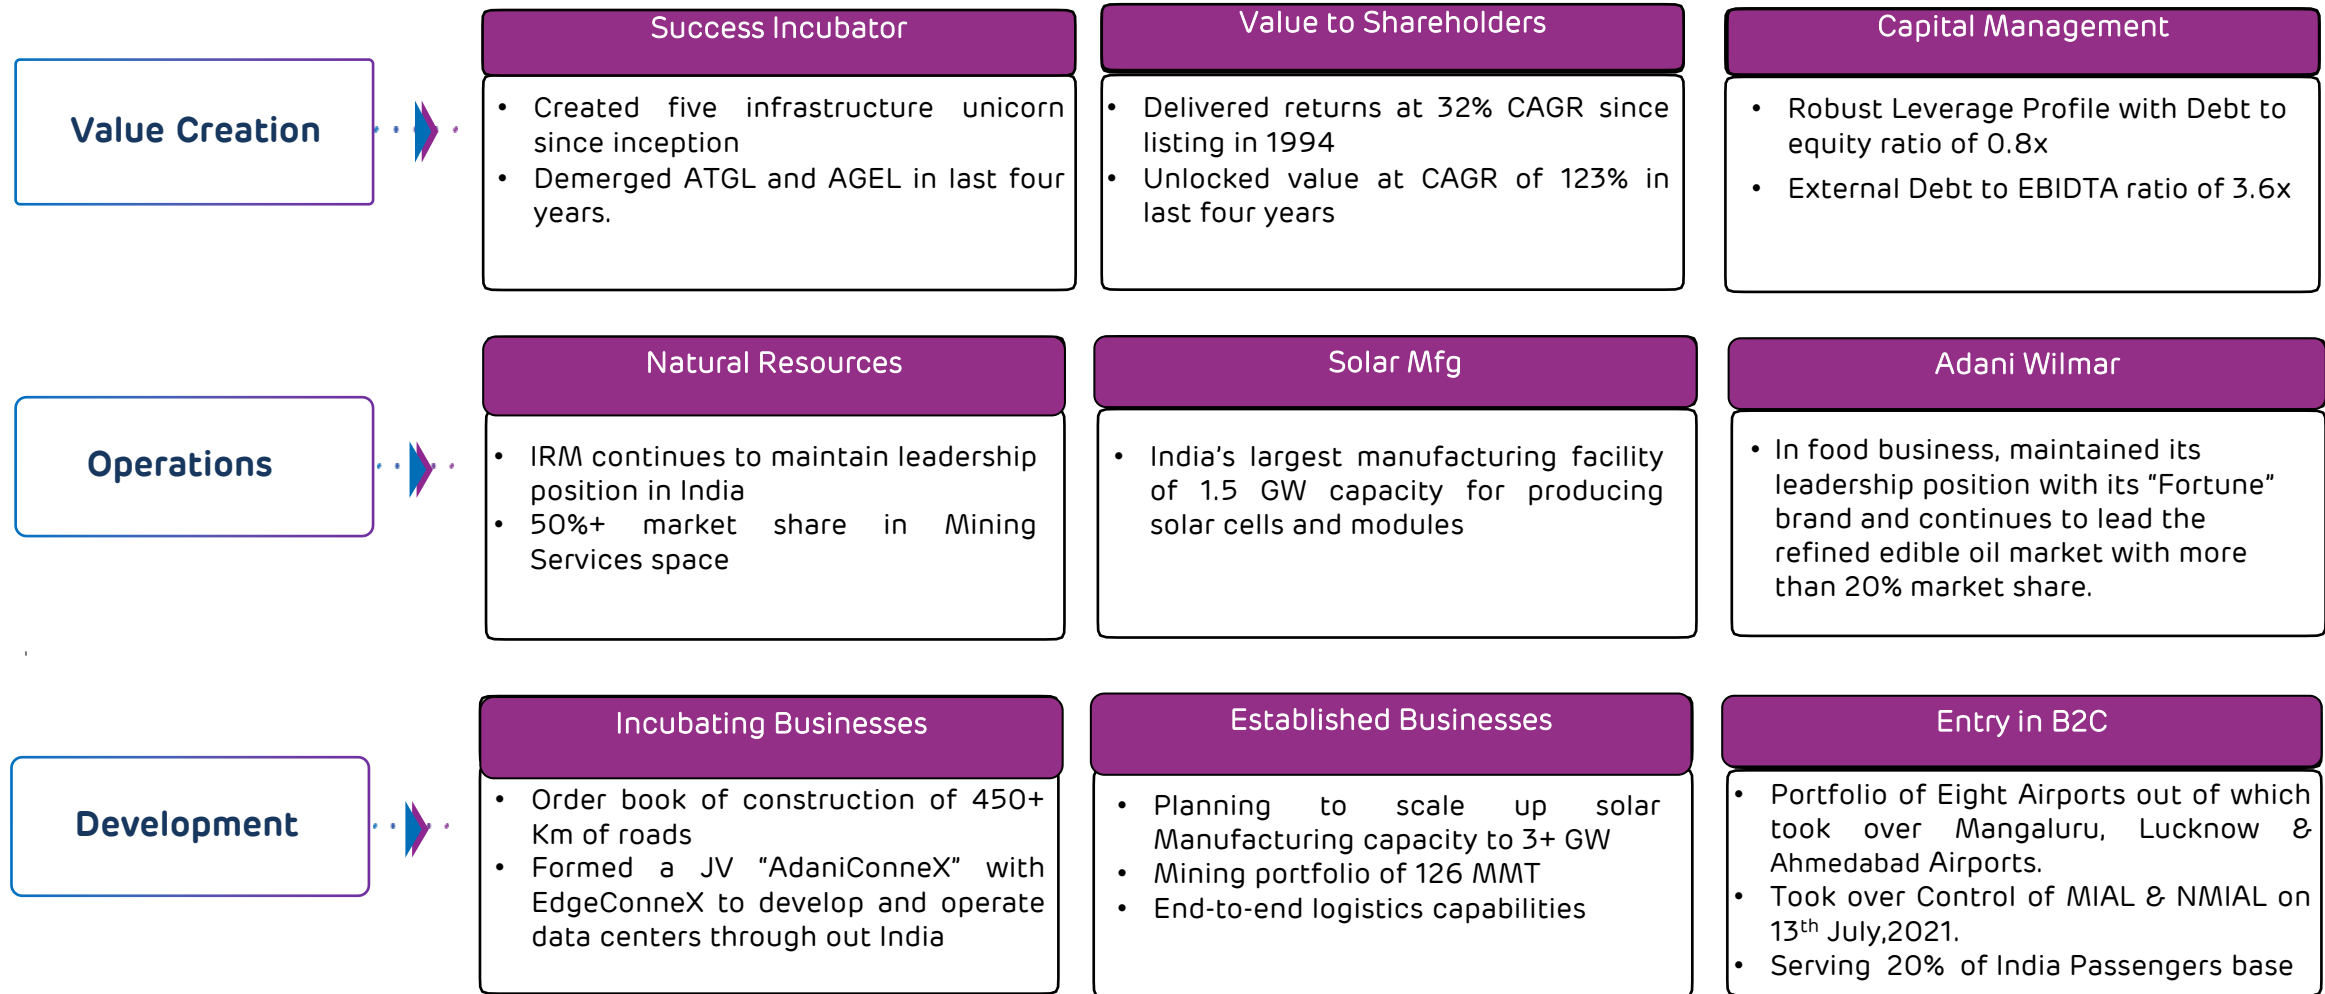 Value Creation
Success Incubator
• Created five infrastructure unicorn
since inception
• Demerged ATGL and AGEL in last four
years.
Value to Shareholders
• Delivered returns at 32% CAGR since
listing in 1994
• Unlocked value at CAGR of 123% in
last four years
Capital Management
• Robust Leverage Profile with Debt to
equity ratio of 0.8x
• External Debt to EBIDTA ratio of 3.6x
Operations
Natural Resources
• IRM continues to maintain leadership
position in India
• 50%+ market share in Mining
Services space
Solar Mfg
• India's largest manufacturing facility
of 1.5 GW capacity for producing
solar cells and modules
Adani Wilmar
• In food business, maintained its
leadership position with its "Fortune"
brand and continues to lead the
refined edible oil market with more
than 20% market share.
Development
Incubating Businesses
• Order book of construction of 450+
Km of roads
• Formed a JV "AdaniConneX" with
EdgeConneX to develop and operate
data centers through out India
Established Businesses
• Planning to scale up solar
Manufacturing capacity to 3+ GW
• Mining portfolio of 126 MMT
• End-to-end logistics capabilities
Entry in B2C
• Portfolio of Eight Airports out of which
took over Mangaluru, Lucknow &
Ahmedabad Airports.
• Took over Control of MIAL & NMIAL on
13th July,2021.
• Serving 20% of India Passengers base